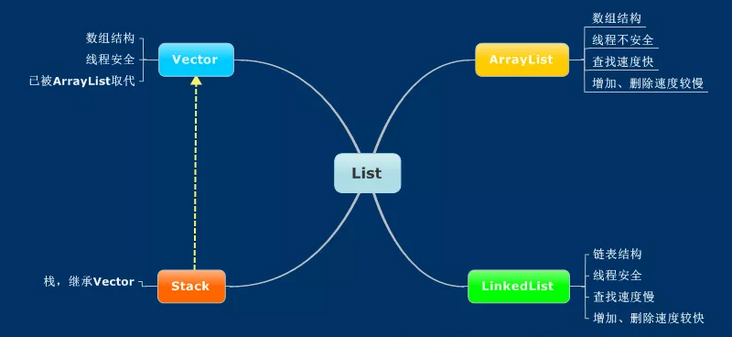 数组结构
线程安全
已被ArrayList取代
Vector
ArrayList
数组结构
线程不安全
查找速度快
增加、删除速度较慢
List
栈，继承Vector
Stack
LinkedList
链表结构
线程安全
查找速度慢
增加、删除速度较快